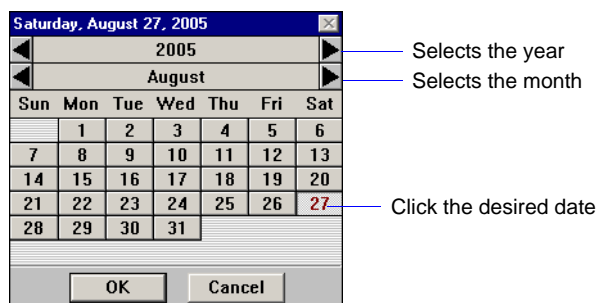 Saturday, August 27, 2005
2005
Selects the year
August
Selects the month
Sun Mon Tue Wed Thu Fri Sat
1 2 3 4 5 6
7 8 9 10 11 12 13
14 15 16 17 18 19 20
21 22 23 24 25 26 27
Click the desired date
28 29 30 31
OK Cancel